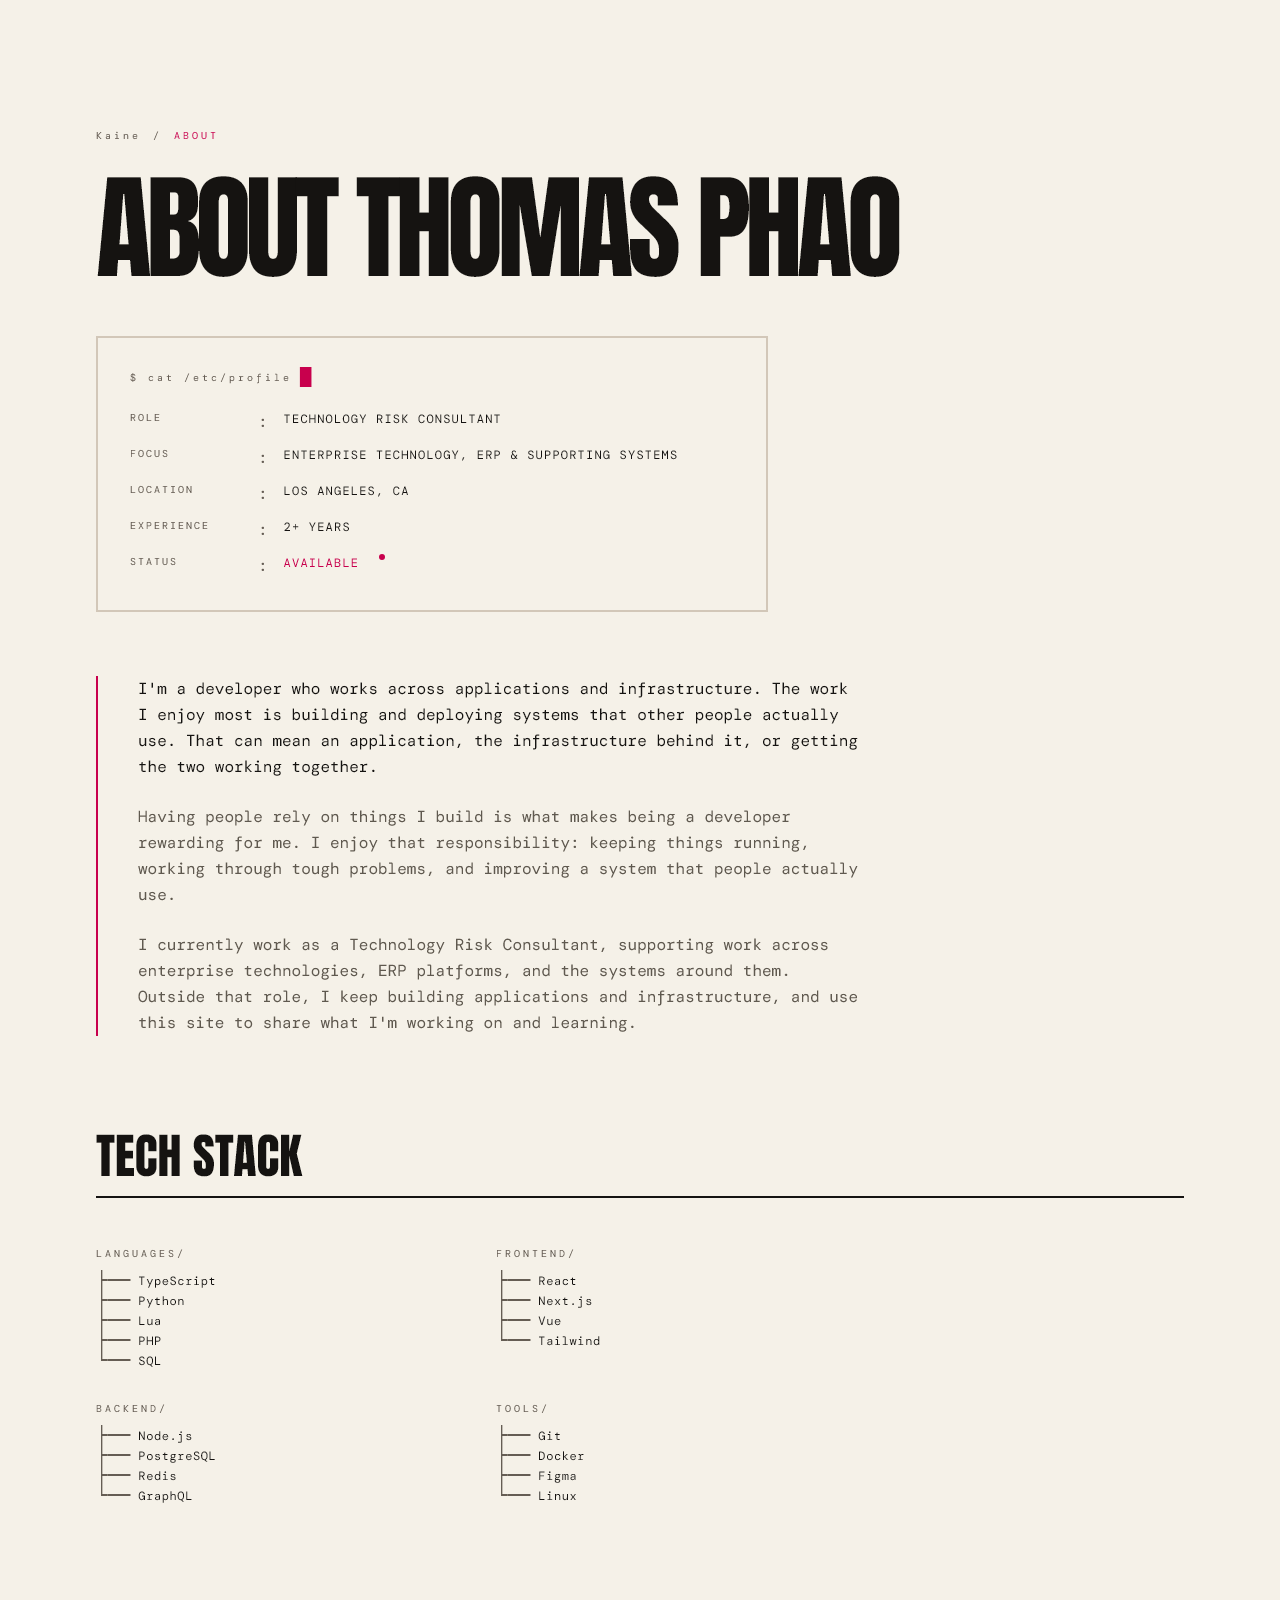 Kaine / ABOUT
ABOUT THOMAS PHAO
$ cat /etc/profile
ROLE : TECHNOLOGY RISK CONSULTANT
FOCUS : ENTERPRISE TECHNOLOGY, ERP & SUPPORTING SYSTEMS
LOCATION : LOS ANGELES, CA
EXPERIENCE : 2+ YEARS
STATUS : AVAILABLE
I'm a developer who works across applications and infrastructure. The work
I enjoy most is building and deploying systems that other people actually
use. That can mean an application, the infrastructure behind it, or getting
the two working together.
Having people rely on things I build is what makes being a developer
rewarding for me. I enjoy that responsibility: keeping things running,
working through tough problems, and improving a system that people actually
use.
I currently work as a Technology Risk Consultant, supporting work across
enterprise technologies, ERP platforms, and the systems around them.
Outside that role, I keep building applications and infrastructure, and use
this site to share what I'm working on and learning.
TECH STACK
LANGUAGES/
├── TypeScript
├── Python
├── Lua
├── PHP
└── SQL
FRONTEND/
├── React
├── Next.js
├── Vue
└── Tailwind
BACKEND/
├── Node.js
├── PostgreSQL
├── Redis
└── GraphQL
TOOLS/
├── Git
├── Docker
├── Figma
└── Linux